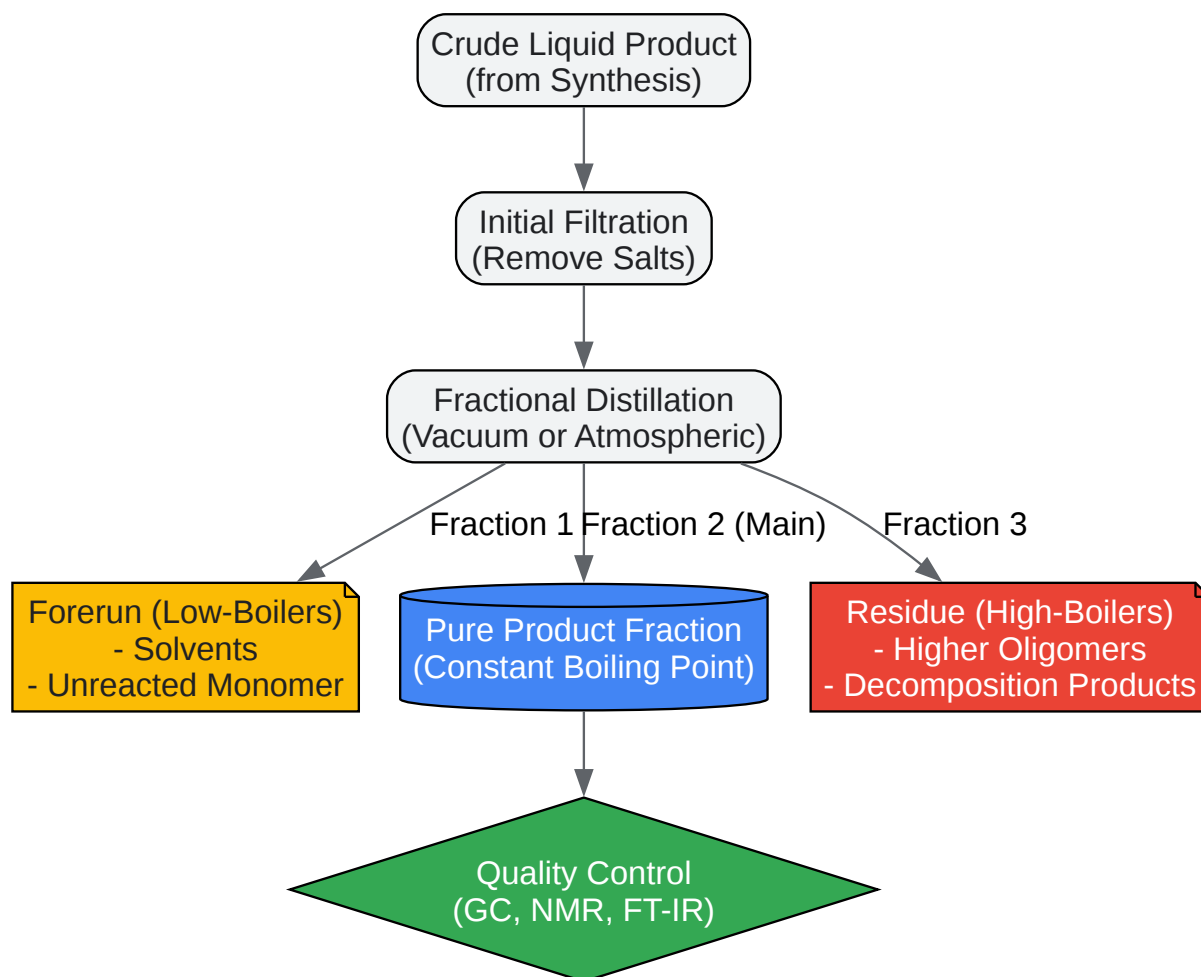 Crude Liquid Product
(from Synthesis)
Initial Filtration
(Remove Salts)
Fractional Distillation
(Vacuum or Atmospheric)
Fraction 1
Fraction 2 (Main)
Fraction 3
Forerun (Low-Boilers)
- Solvents
- Unreacted Monomer
Pure Product Fraction
(Constant Boiling Point)
Residue (High-Boilers)
- Higher Oligomers
- Decomposition Products
Quality Control
(GC, NMR, FT-IR)